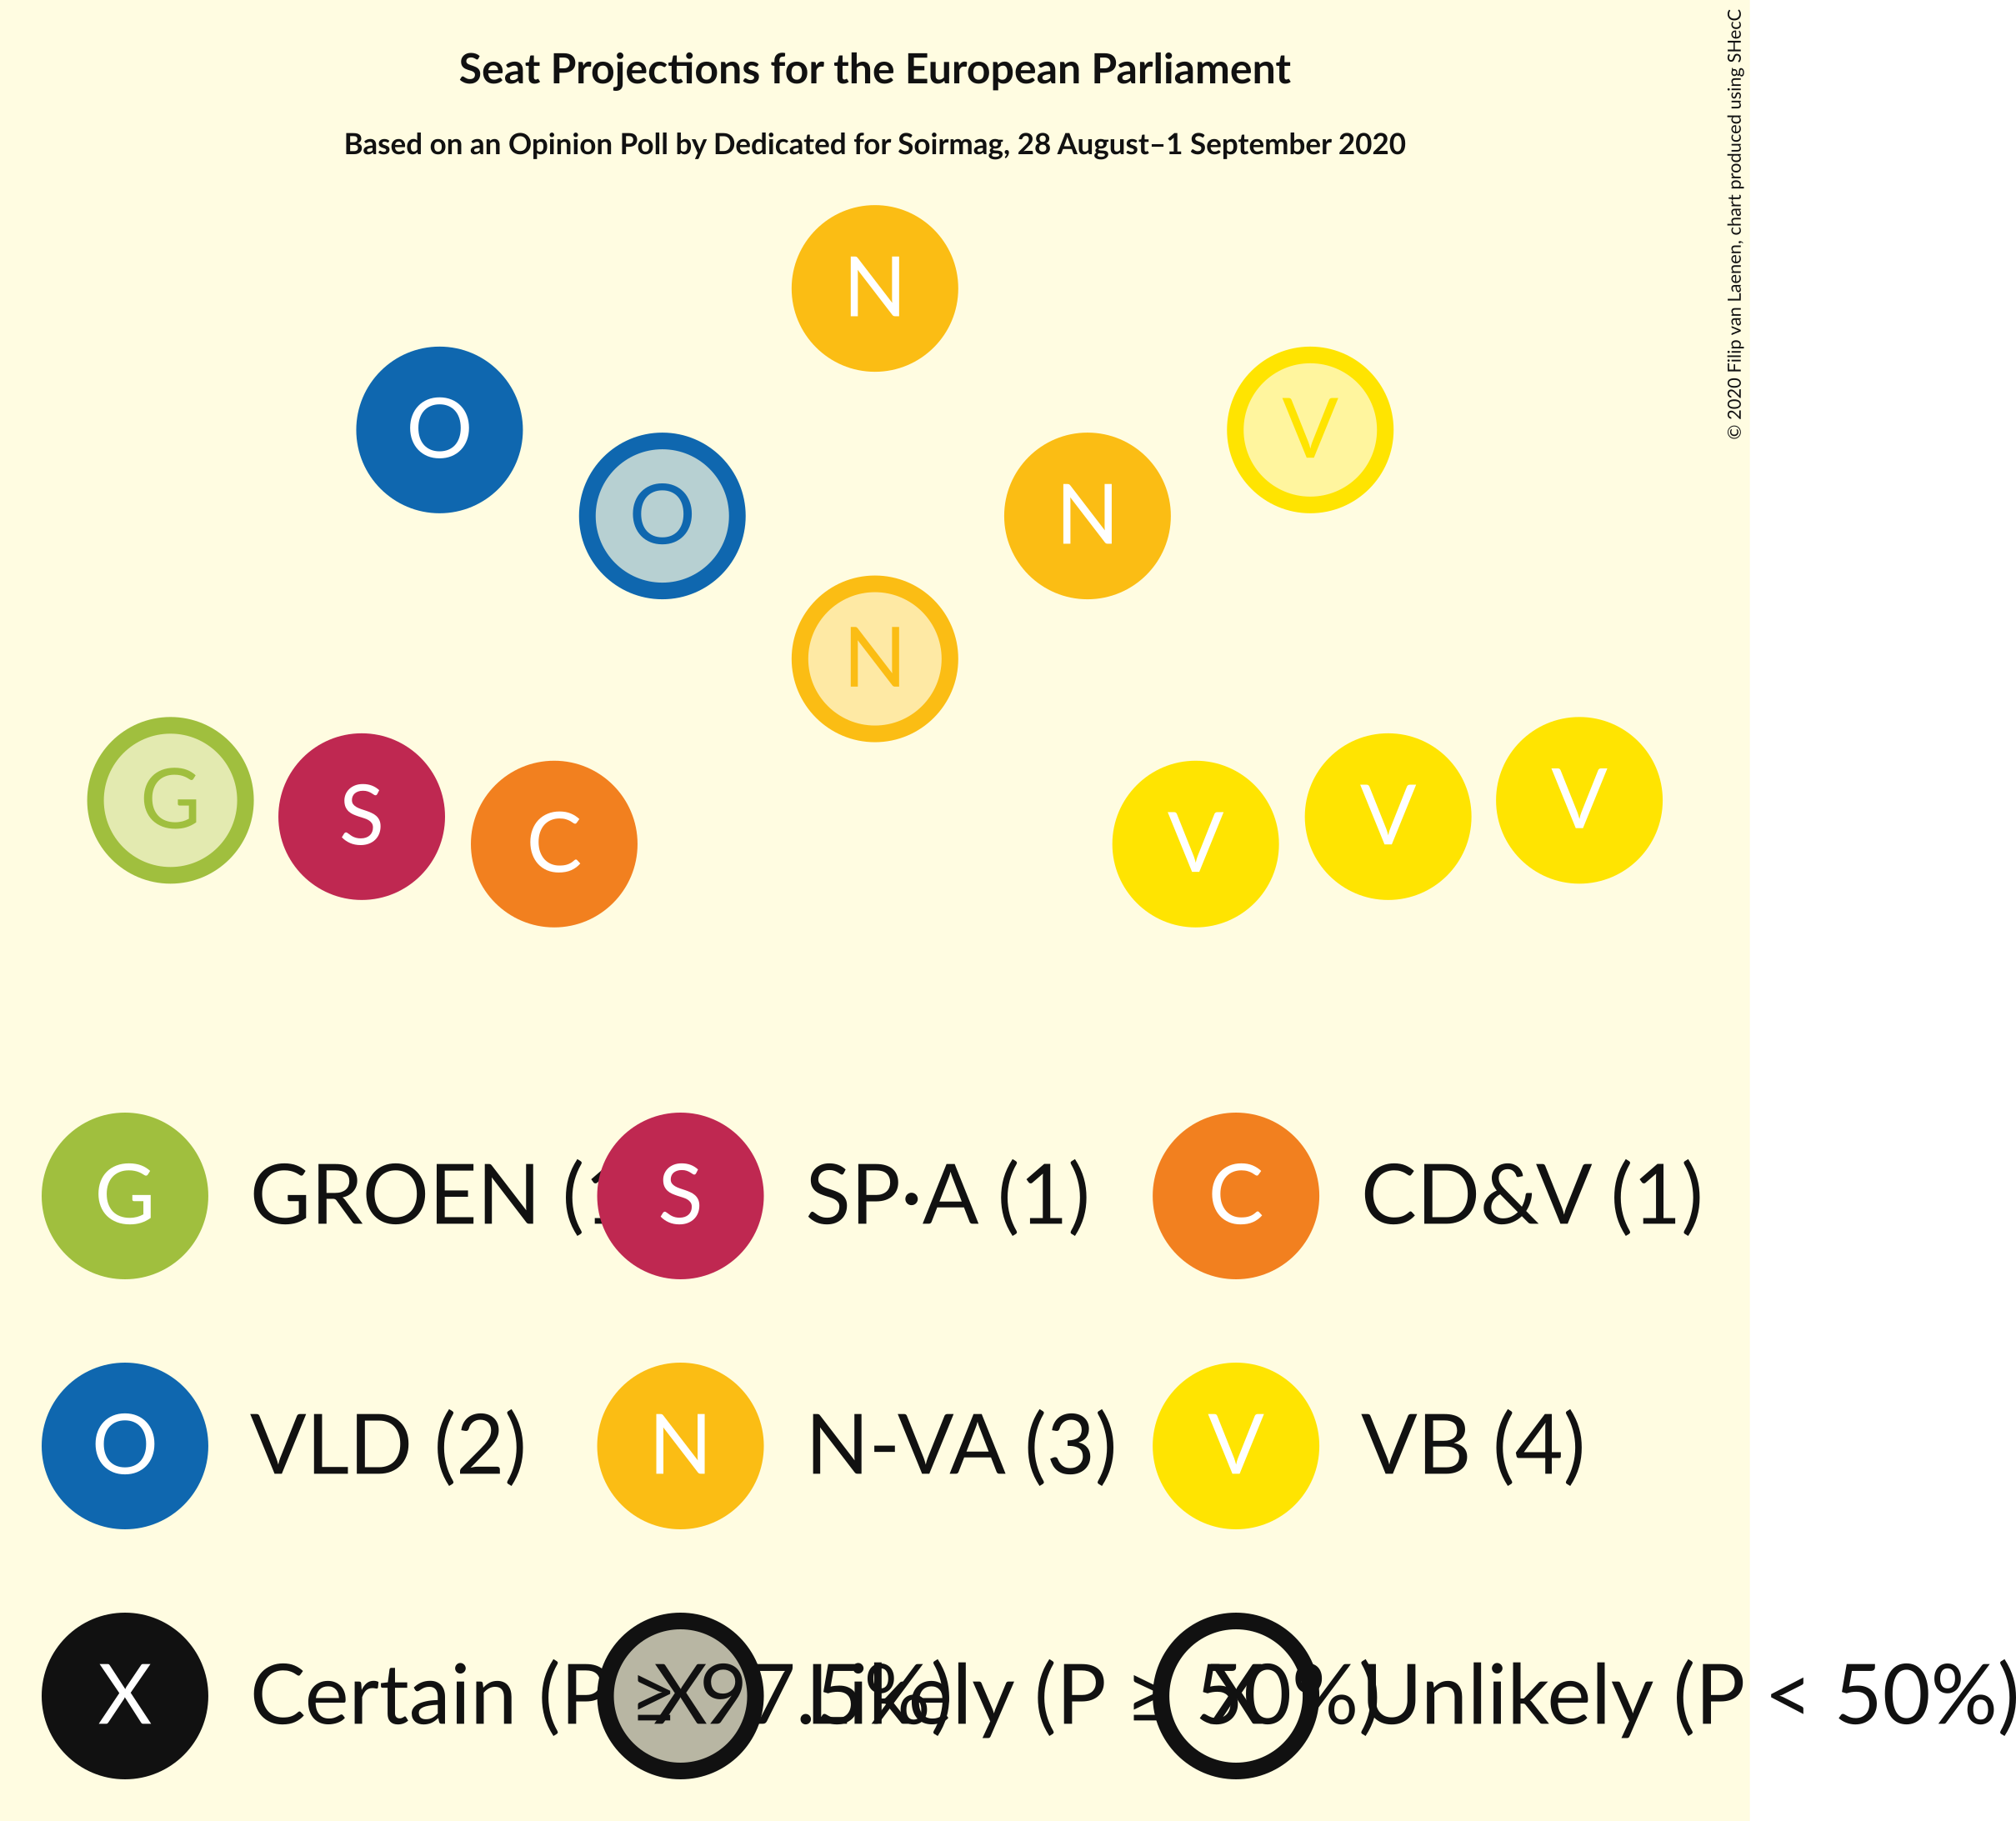 Seat Projections for the European Parliament
Based on an Opinion Poll by Dedicated for Soirmag, 28 August–1 September 2020
© 2020 Filip van Laenen, chart produced using SHecC
N
O
V
O
N
N
G
S
C
V
V
V
G GROEN (1
S SP·A (1)
C CD&V (1)
O VLD (2)
N N-VA (3)
V VB (4)
X Certain (P ≥ 97.5%)
X Likely (P ≥ 50%)
X Unlikely (P < 50%)